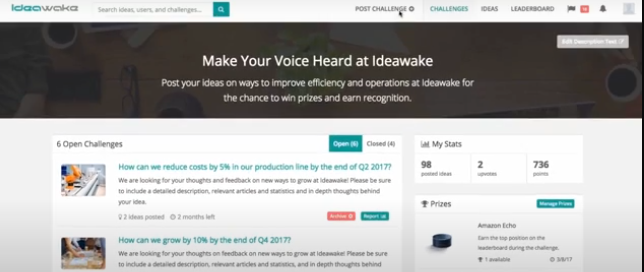 ideawake
Search ideas, users, and challenges...
POST CHALLENGE
CHALLENGES
IDEAS
LEADERBOARD
Edit Description Text
Make Your Voice Heard at Ideawake
Post your ideas on ways to improve efficiency and operations at Ideawake for
the chance to win prizes and earn recognition.
6 Open Challenges
Open (6)
Closed (4)
How can we reduce costs by 5% in our production line by the end of Q2 2017?
We are looking for your thoughts and feedback on new ways to grow at Ideawake! Please be sure
to include a detailed description, relevant articles and statistics and in depth thoughts behind
your idea.
2 ideas posted
2 months left
Archive
Report
How can we grow by 10% by the end of Q4 2017?
We are looking for your thoughts and feedback on new ways to grow at Ideawake! Please be sure
to include a detailed description, relevant articles and statistics and in depth thoughts behind
My Stats
98
posted ideas
2
upvotes
736
points
Prizes
Manage Prizes
Amazon Echo
Earn the top position on the
leaderboard during the challenge.
1 available
3/8/17